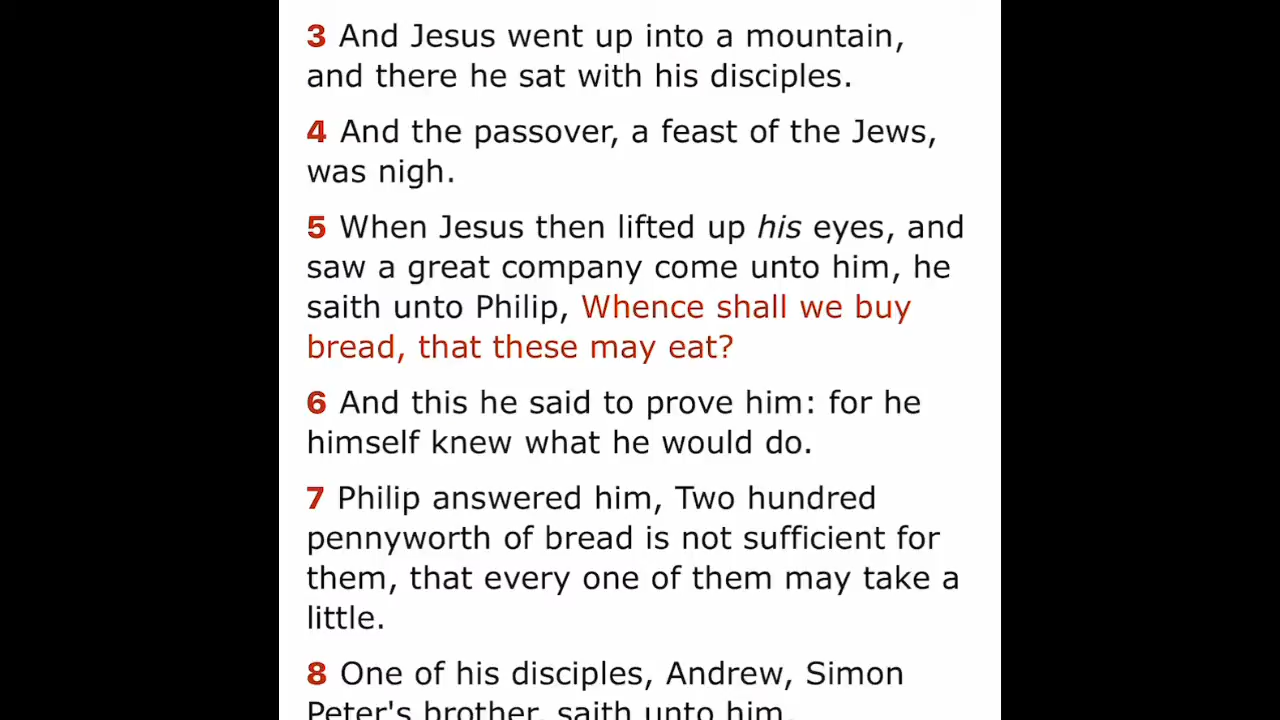 3 And Jesus went up into a mountain,
and there he sat with his disciples.
4 And the passover, a feast of the Jews,
was nigh.
5 When Jesus then lifted up his eyes, and
saw a great company come unto him, he
saith unto Philip, Whence shall we buy
bread, that these may eat?
6 And this he said to prove him: for he
himself knew what he would do.
7 Philip answered him, Two hundred
pennyworth of bread is not sufficient for
them, that every one of them may take a
little.
8 One of his disciples, Andrew, Simon
Peter's brother, saith unto him,